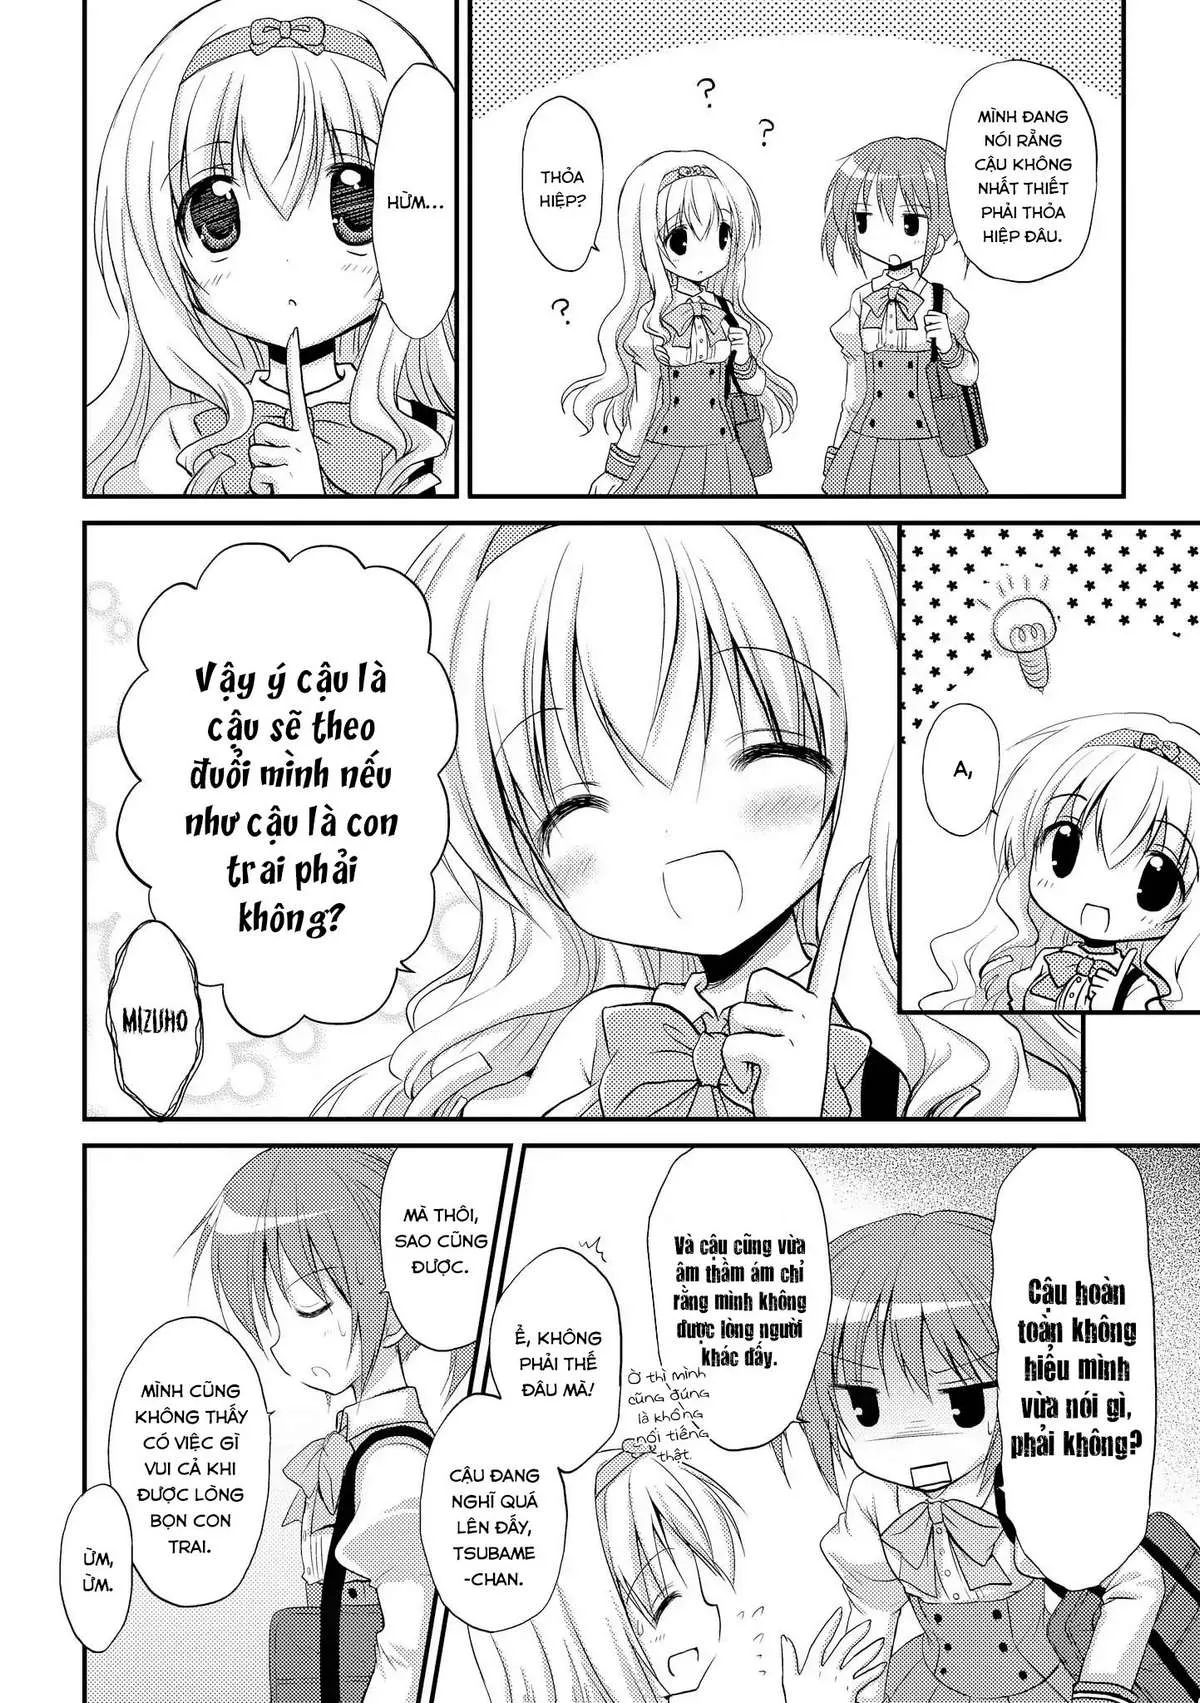 MÌNH ĐANG
NÓI RẰNG
CẬU KHÔNG
NHẤT THIẾT
PHẢI THỎA
HIỆP ĐÂU.
?
?
?
THỎA
HIỆP?
HỪM...
A,
Vậy ý cậu là
cậu sẽ theo
đuổi mình nếu
như cậu là con
trai phải
không?
MIZUHO
Cậu hoàn
toàn không
hiểu mình
vừa nói gì,
phải không?
Và cậu cũng vừa
âm thầm ám chỉ
rằng mình không
được lòng người
khác đấy.
Ể, KHÔNG
PHẢI THẾ
ĐÂU MÀ!
Ờ thì mình
cũng đúng
là không
nổi tiếng
thật.
CẬU ĐANG
NGHĨ QUÁ
LÊN ĐẤY,
TSUBAME
-CHAN.
MÀ THÔI,
SAO CŨNG
ĐƯỢC.
MÌNH CŨNG
KHÔNG THẤY
CÓ VIỆC GÌ
VUI CẢ KHI
ĐƯỢC LÒNG
BỌN CON
TRAI.
ỪM,
ỪM.